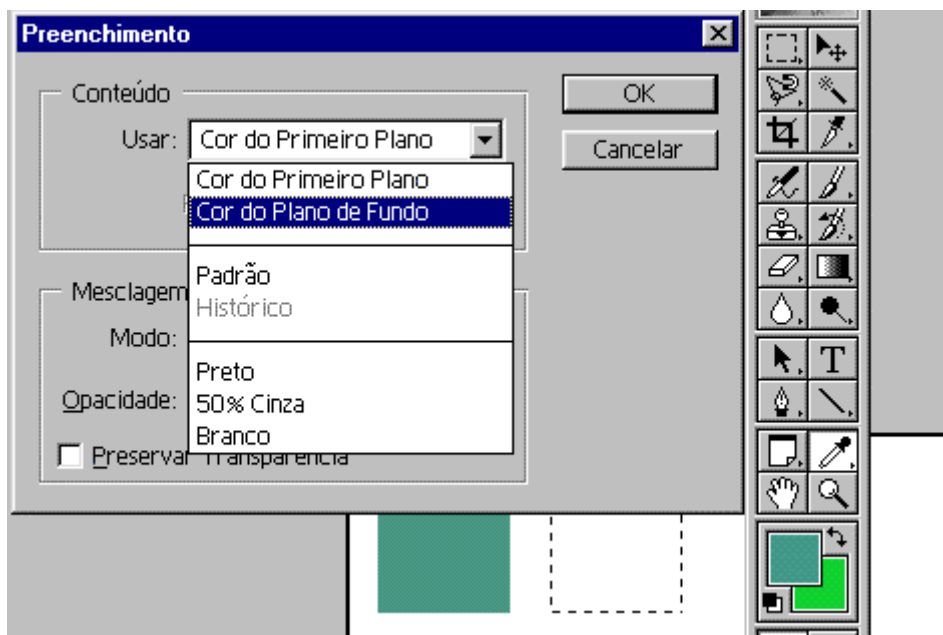 Preenchimento
Conteúdo
OK
Usar: Cor do Primeiro Plano
Cancelar
Cor do Primeiro Plano
Cor do Plano de Fundo
Padrão
Mesclagem
Histórico
Modo:
Preto
Opacidade: 50% Cinza
Branco
Preservar Transparência
T